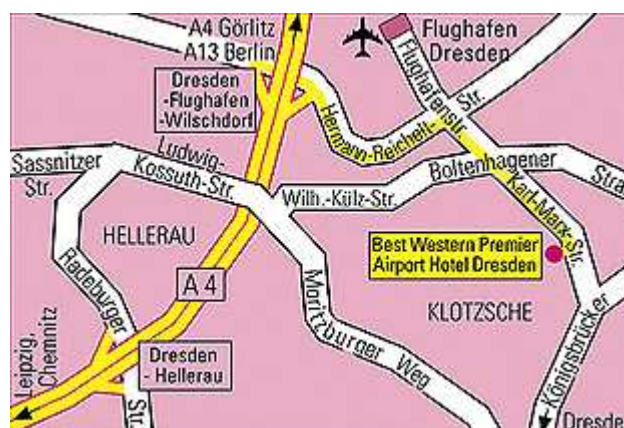 A4 Görlitz
A13 Berlin
Flughafen
Dresden
Dresden
-Flughafen
-Wilschdorf
Flughafenstr.
Hermann-Reichelt-
Str.
Ludwig-
Kossuth-Str.
Sassnitzer
Str.
Boltenhagener
Stra
Wilh.-Külz-Str.
Karl-Marx-Str.
HELLERAU
Best Western Premier
Airport Hotel Dresden
Radeburger
Str.
A 4
Moritzburger Weg
KLOTZSCHE
Königsbrücker
Leipzig,
Chemnitz
Dresden
- Hellerau
Dresde